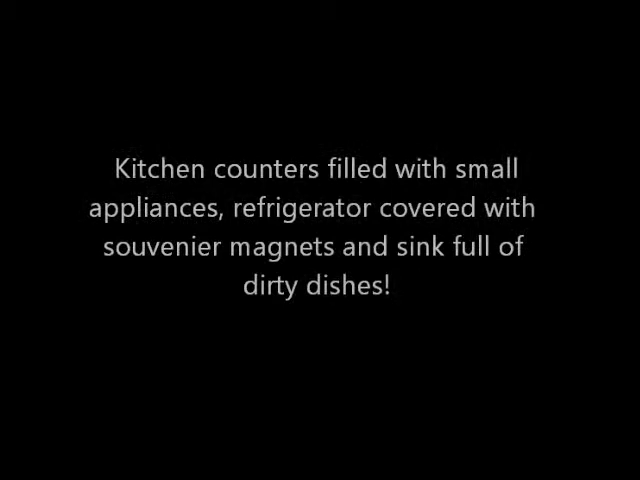 Kitchen counters filled with small
appliances, refrigerator covered with
souvenier magnets and sink full of
dirty dishes!